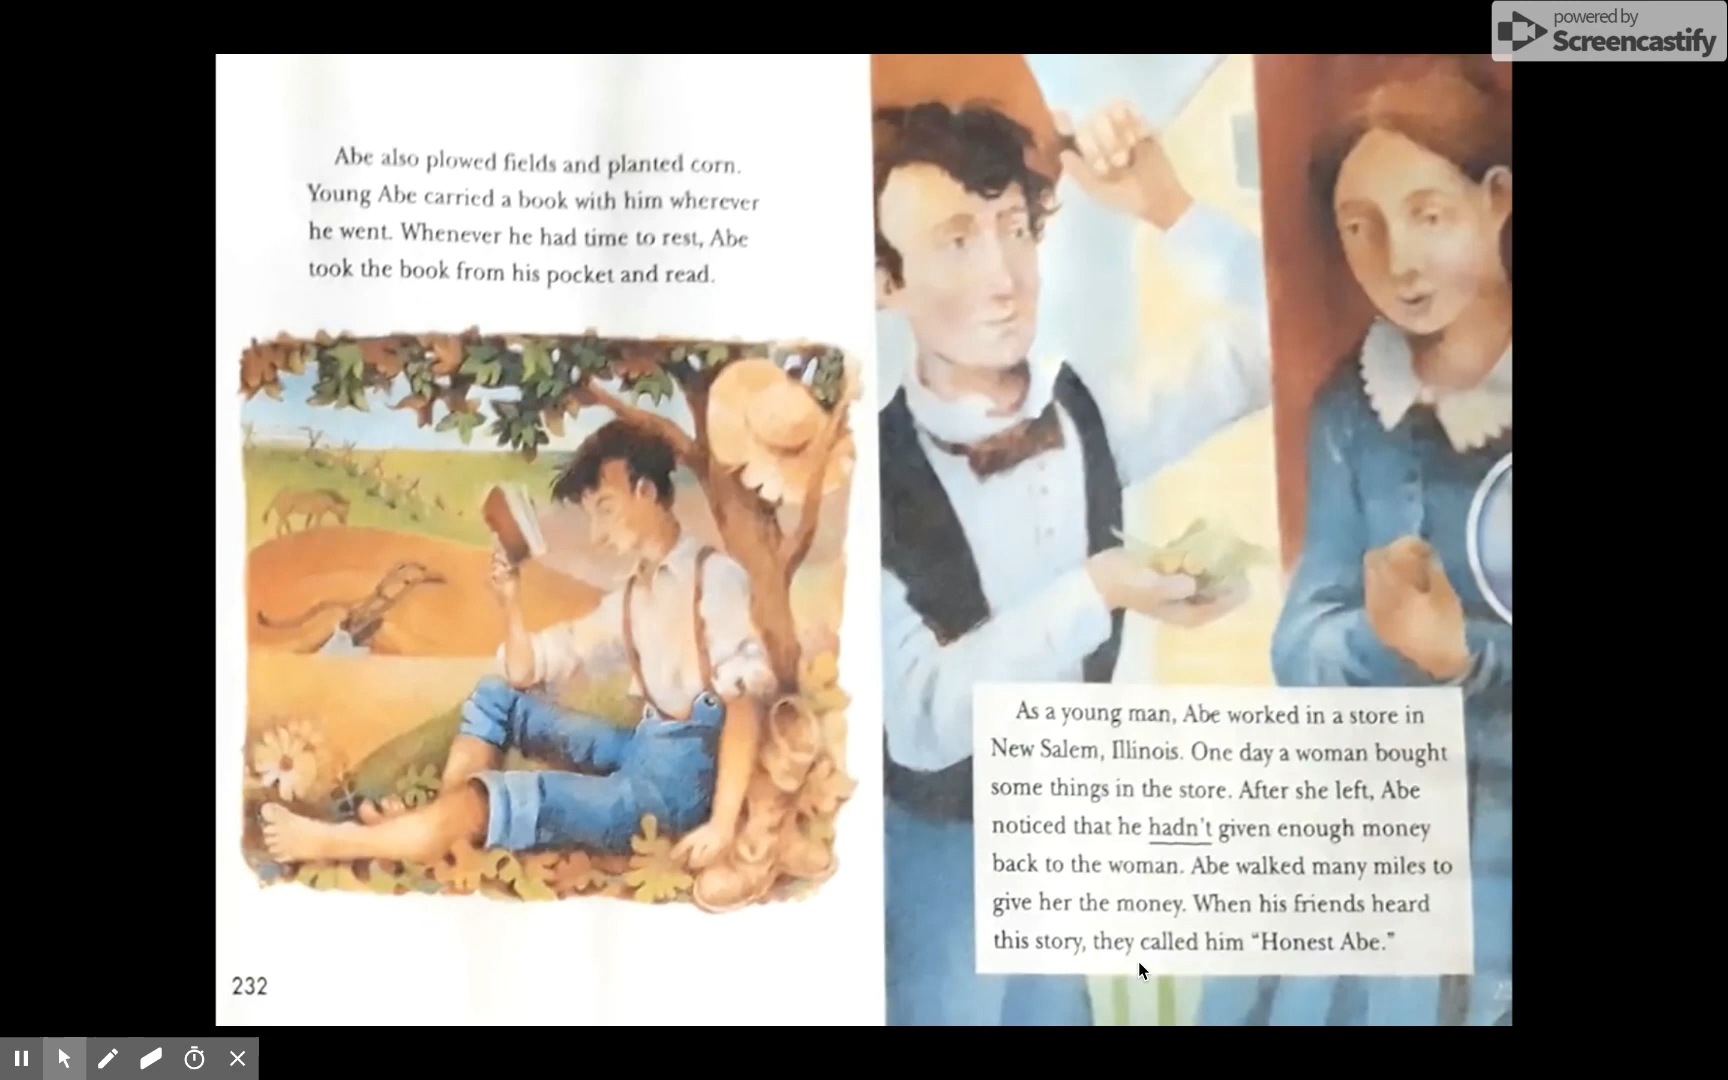 powered by
Screencastify
Abe also plowed fields and planted corn.
Young Abe carried a book with him wherever
he went. Whenever he had time to rest, Abe
took the book from his pocket and read.
232
As a young man, Abe worked in a store in
New Salem, Illinois. One day a woman bought
some things in the store. After she left, Abe
noticed that he hadn't given enough money
back to the woman. Abe walked many miles to
give her the money. When his friends heard
this story, they called him “Honest Abe.”